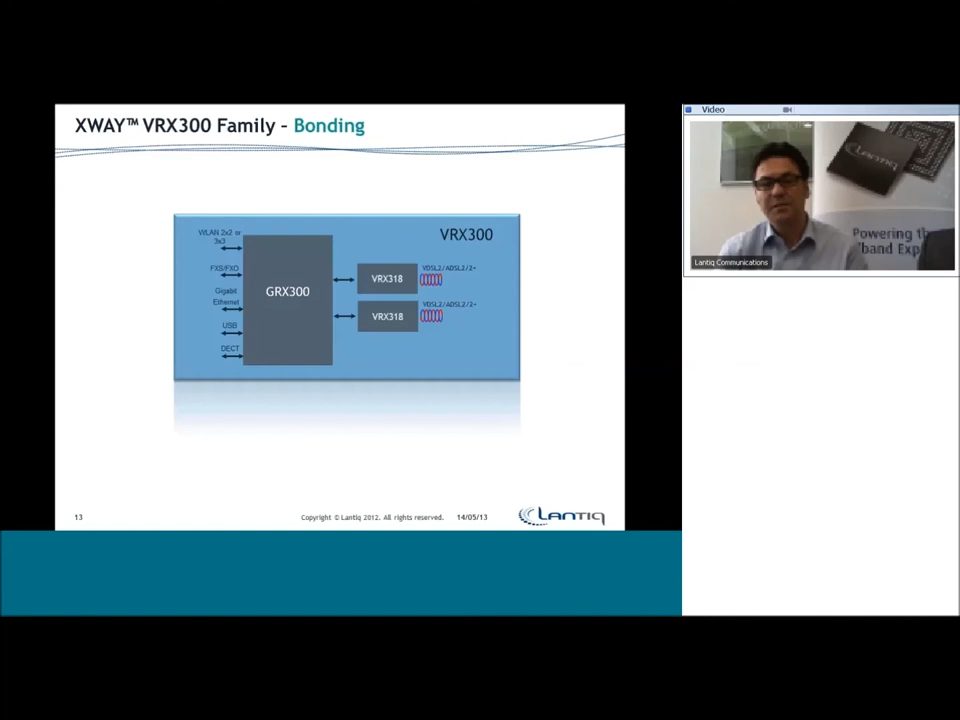 XWAY™ VRX300 Family – Bonding
VRX300
WLAN 2x2 or
3x3
FXS/FXO
Gigabit
Ethernet
USB
DECT
GRX300
VRX318
VDSL2/ADSL2/2+
VRX318
VDSL2/ADSL2/2+
13
Copyright © Lantiq 2012. All rights reserved.
14/05/13
LANTIQ
Video
LANTIQ
Powering th
band Exp
Lantiq Communications